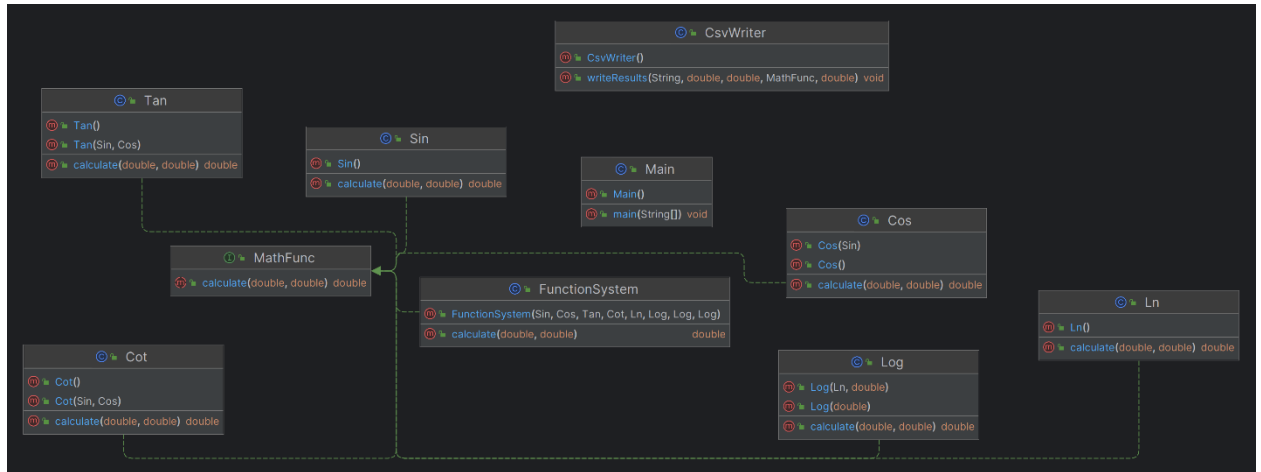 CsvWriter
CsvWriter()
writeResults(String, double, double, MathFunc, double) void
Tan
Tan()
Tan(Sin, Cos)
calculate(double, double) double
Sin
Sin()
calculate(double, double) double
Main
Main()
main(String[]) void
Cos
Cos(Sin)
Cos()
calculate(double, double) double
MathFunc
calculate(double, double) double
FunctionSystem
FunctionSystem(Sin, Cos, Tan, Cot, Ln, Log, Log, Log)
calculate(double, double) double
Ln
Ln()
calculate(double, double) double
Cot
Cot()
Cot(Sin, Cos)
calculate(double, double) double
Log
Log(Ln, double)
Log(double)
calculate(double, double) double